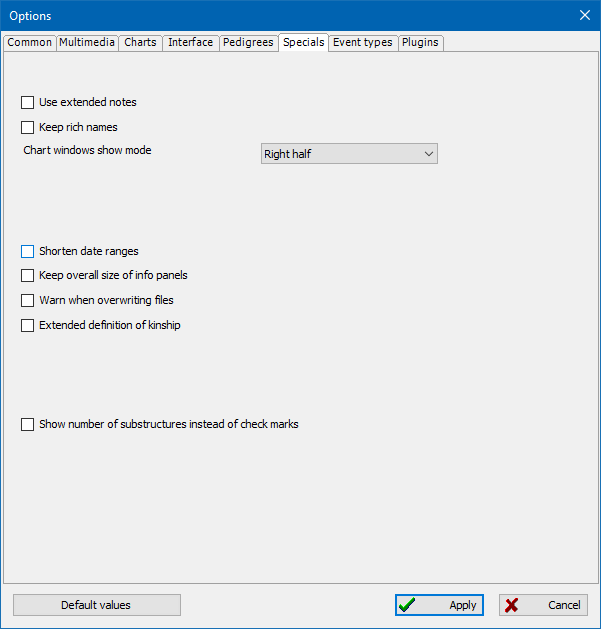 Options
Common Multimedia Charts Interface Pedigrees Specials Event types Plugins
Use extended notes
Keep rich names
Chart windows show mode Right half
Shorten date ranges
Keep overall size of info panels
Warn when overwriting files
Extended definition of kinship
Show number of substructures instead of check marks
Default values Apply Cancel